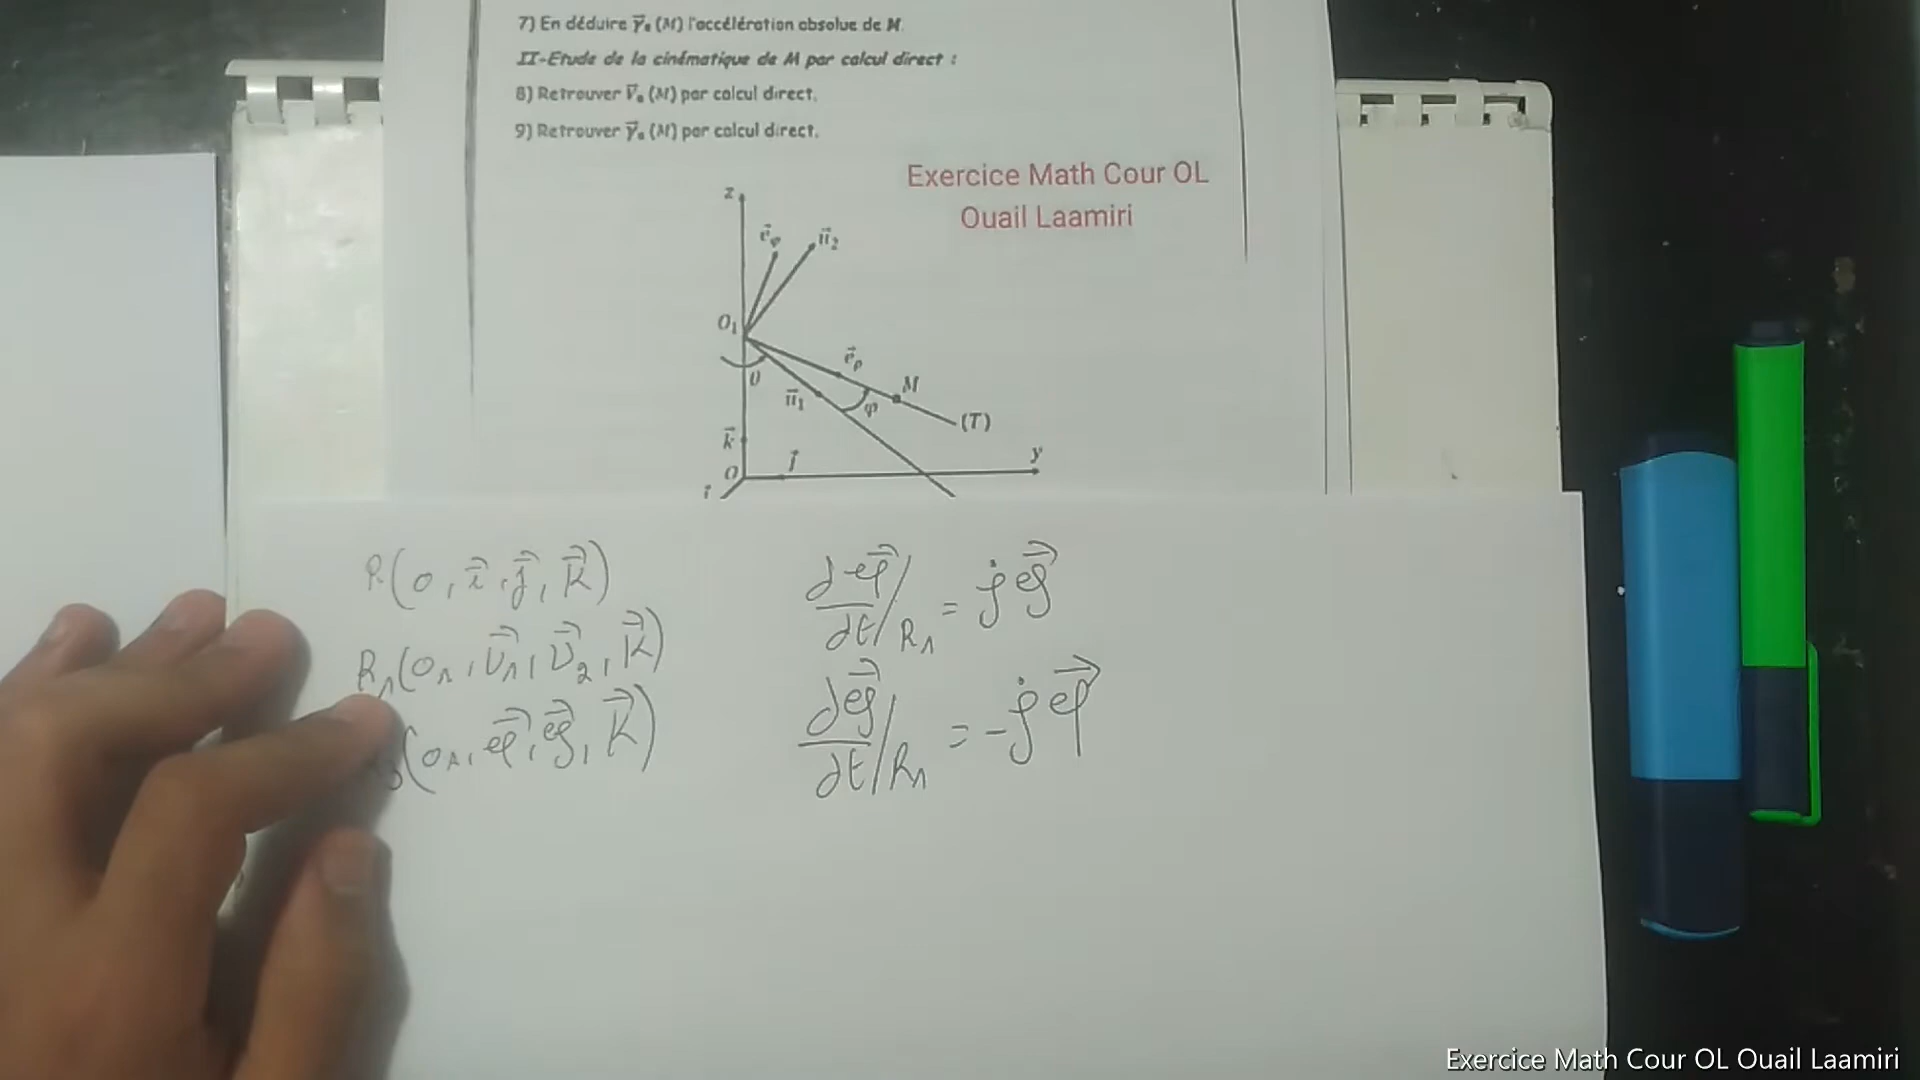 7) En déduire γ⃗ₐ (M) l'accélération absolue de M.
II-Etude de la cinématique de M par calcul direct :
8) Retrouver V⃗ₐ (M) par calcul direct.
9) Retrouver γ⃗ₐ (M) par calcul direct.
Exercice Math Cour OL
Ouail Laamiri
z
e⃗φ u⃗₂
O₁
e⃗ρ
θ M
u⃗₁ φ
(T)
k⃗
j⃗ y
O
i⃗
R(o, i⃗, j⃗, k⃗)
R₁(o₁, U⃗₁, U⃗₂, k⃗)
(o₁, e⃗φ, e⃗ρ, k⃗)
de⃗φ/dt /R₁ = ρ̇ e⃗ρ
de⃗ρ/dt /R₁ = -ρ̇ e⃗φ
Exercice Math Cour OL Ouail Laamiri